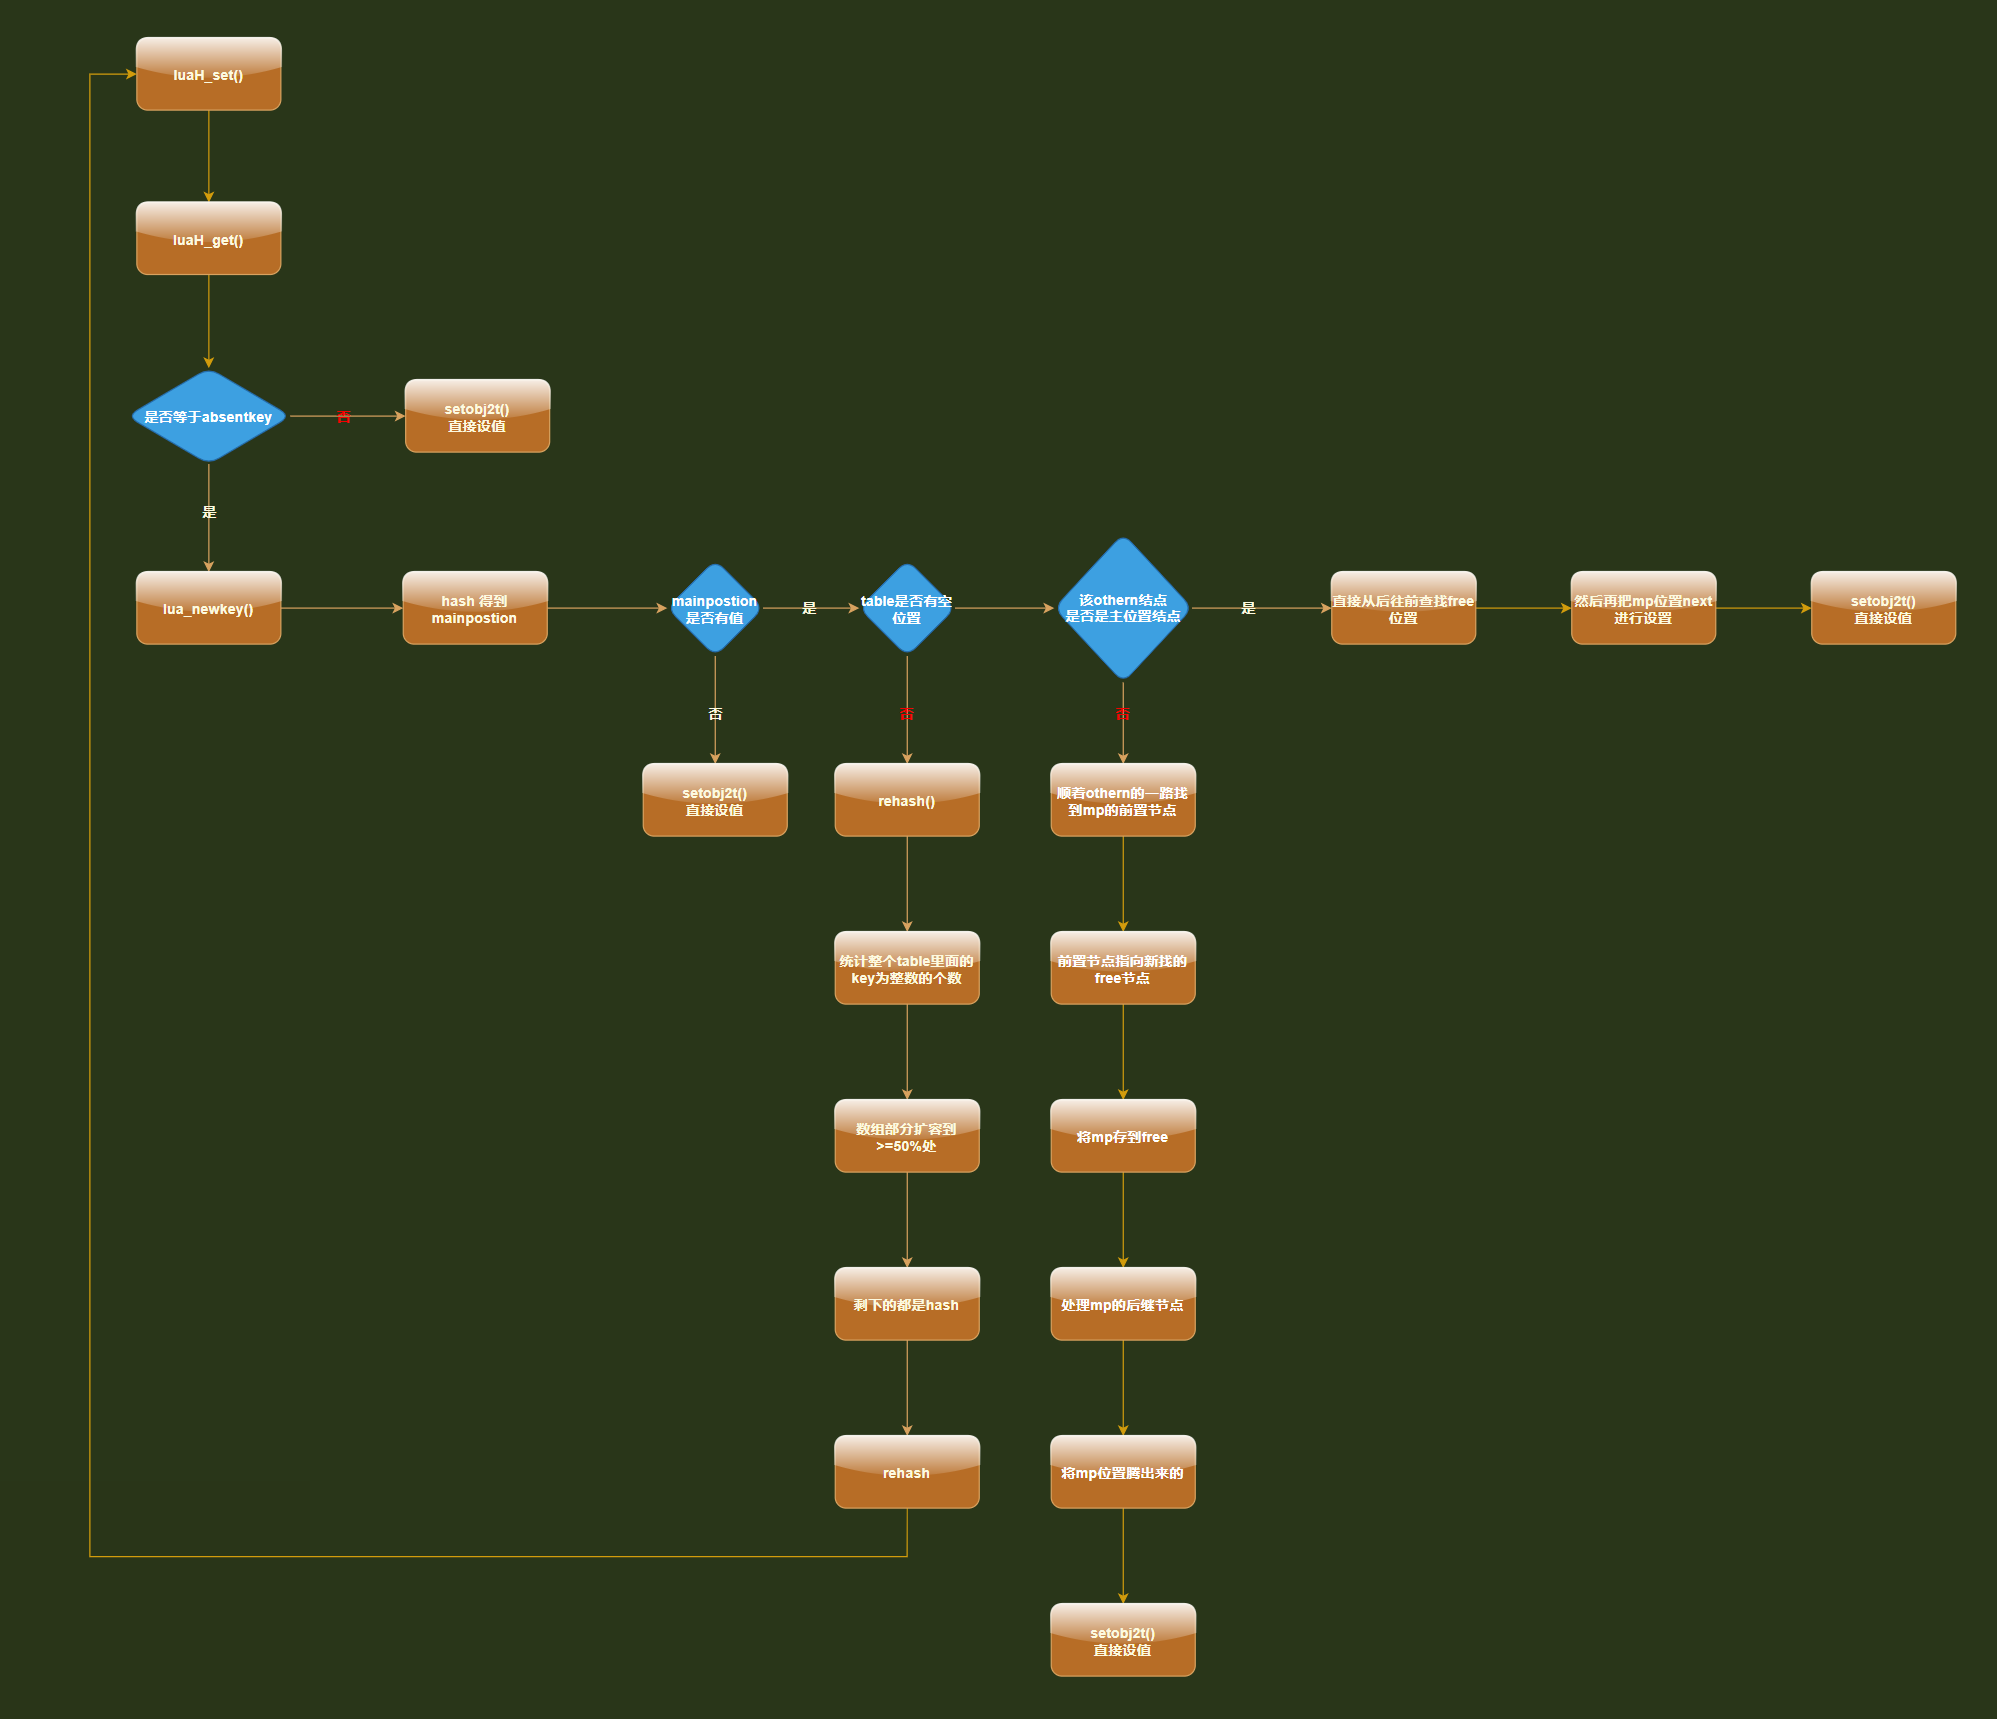 luaH_set()
luaH_get()
是否等于absentkey
否
setobj2t()
直接设值
是
lua_newkey()
hash 得到
mainpostion
mainpostion
是否有值
是
table是否有空
位置
该othern结点
是否是主位置结点
是
直接从后往前查找free
位置
然后再把mp位置next
进行设置
setobj2t()
直接设值
否
否
否
setobj2t()
直接设值
rehash()
顺着othern的一路找
到mp的前置节点
统计整个table里面的
key为整数的个数
前置节点指向新找的
free节点
数组部分扩容到
>=50%处
将mp存到free
剩下的都是hash
处理mp的后继节点
rehash
将mp位置腾出来的
setobj2t()
直接设值